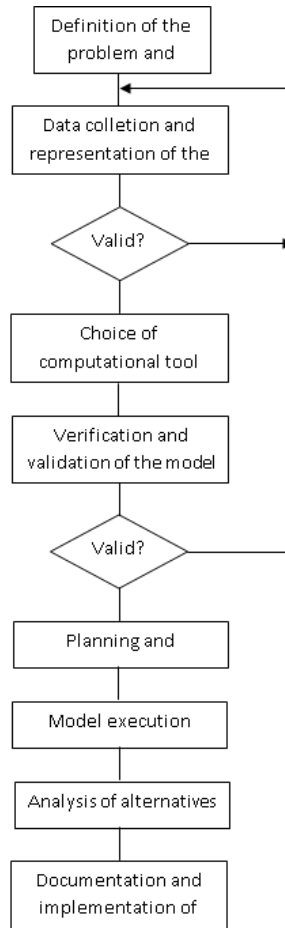 Definition of the
problem and
Data colletion and
representation of the
Valid?
Choice of
computational tool
Verification and
validation of the model
Valid?
Planning and
Model execution
Analysis of alternatives
Documentation and
implementation of